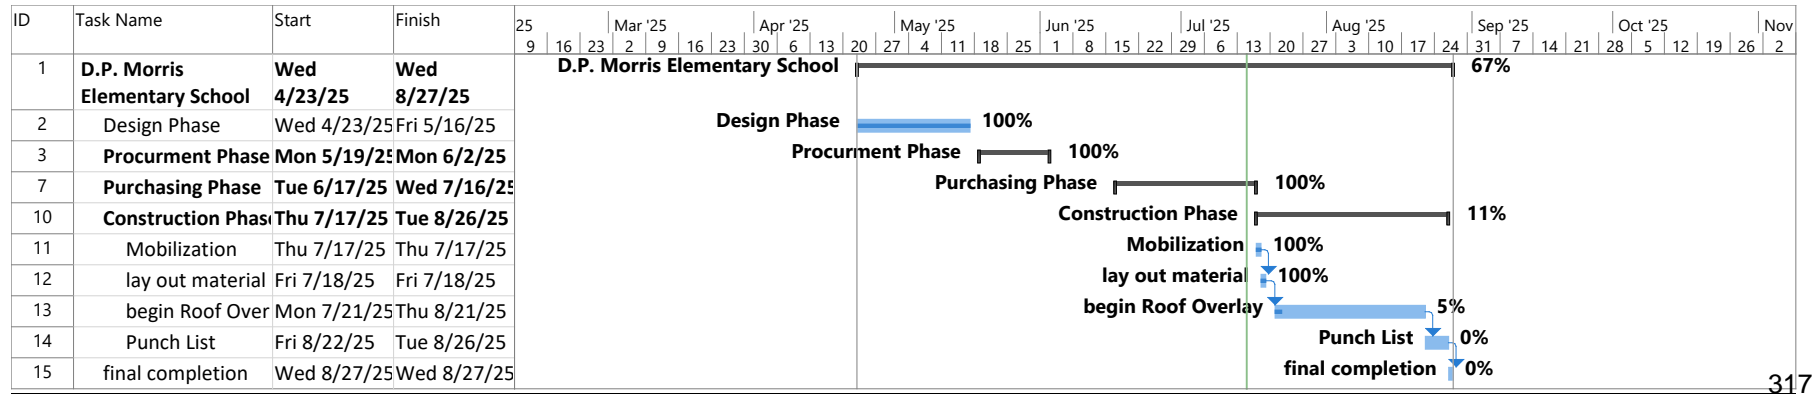 ID Task Name Start Finish 25 Mar '25 Apr '25 May '25 Jun '25 Jul '25 Aug '25 Sep '25 Oct '25 Nov
9 16 23 2 9 16 23 30 6 13 20 27 4 11 18 25 1 8 15 22 29 6 13 20 27 3 10 17 24 31 7 14 21 28 5 12 19 26 2
1 D.P. Morris Wed Wed D.P. Morris Elementary School 67%
Elementary School 4/23/25 8/27/25
2 Design Phase Wed 4/23/25 Fri 5/16/25 Design Phase 100%
3 Procurment Phase Mon 5/19/25 Mon 6/2/25 Procurment Phase 100%
7 Purchasing Phase Tue 6/17/25 Wed 7/16/25 Purchasing Phase 100%
10 Construction Phas Thu 7/17/25 Tue 8/26/25 Construction Phase 11%
11 Mobilization Thu 7/17/25 Thu 7/17/25 Mobilization 100%
12 lay out material Fri 7/18/25 Fri 7/18/25 lay out material 100%
13 begin Roof Over Mon 7/21/25 Thu 8/21/25 begin Roof Overlay 5%
14 Punch List Fri 8/22/25 Tue 8/26/25 Punch List 0%
15 final completion Wed 8/27/25 Wed 8/27/25 final completion 0%
317